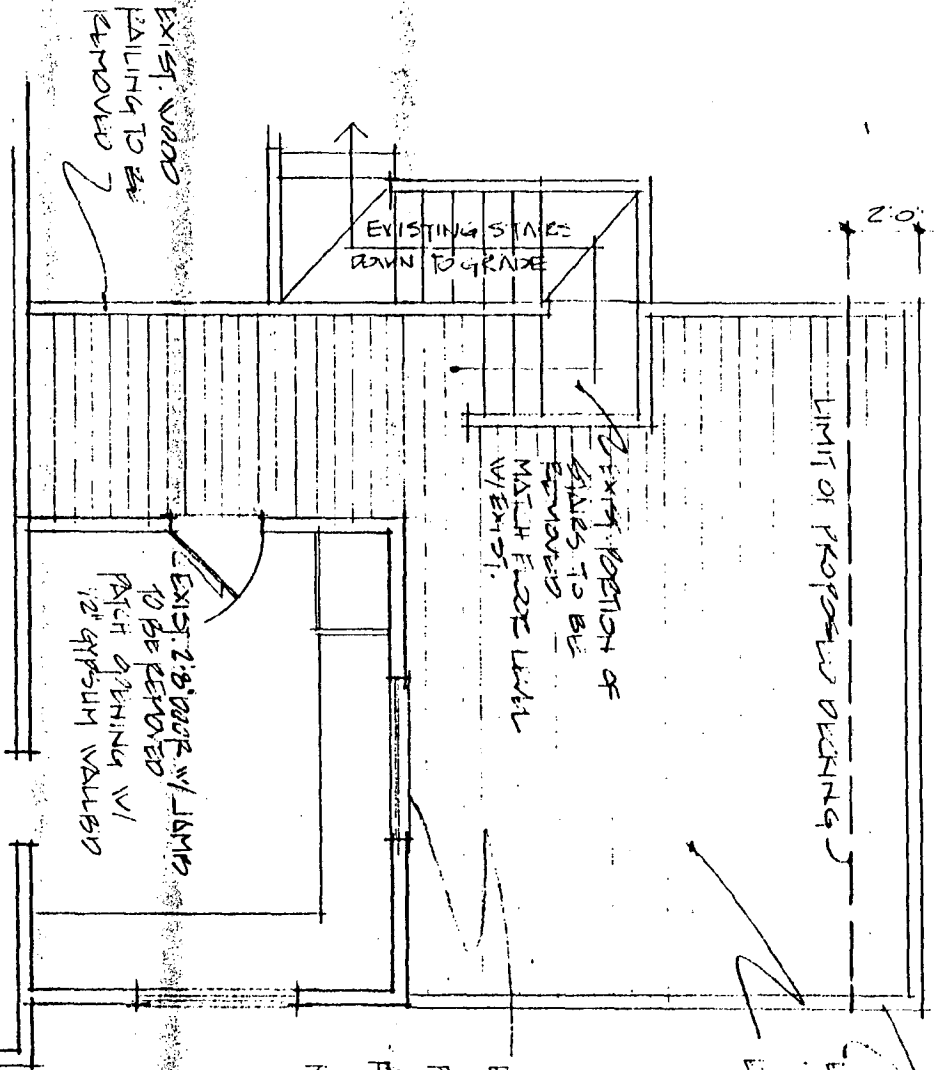 EXIST. WOOD
RAILING TO BE
REMOVED
EXISTING STAIRS
DOWN TO GRADE
2'-0"
LIMIT OF PROPOSED DECKING
EXIST. PORTION OF
STAIRS TO BE
REMOVED
MATCH FLOOR LEVEL
W/EXIST.
EXIST. 2'-8" DOOR W/ JAMB
TO BE REMOVED
PATCH OPENING W/
1/2" GYPSUM WALLBD